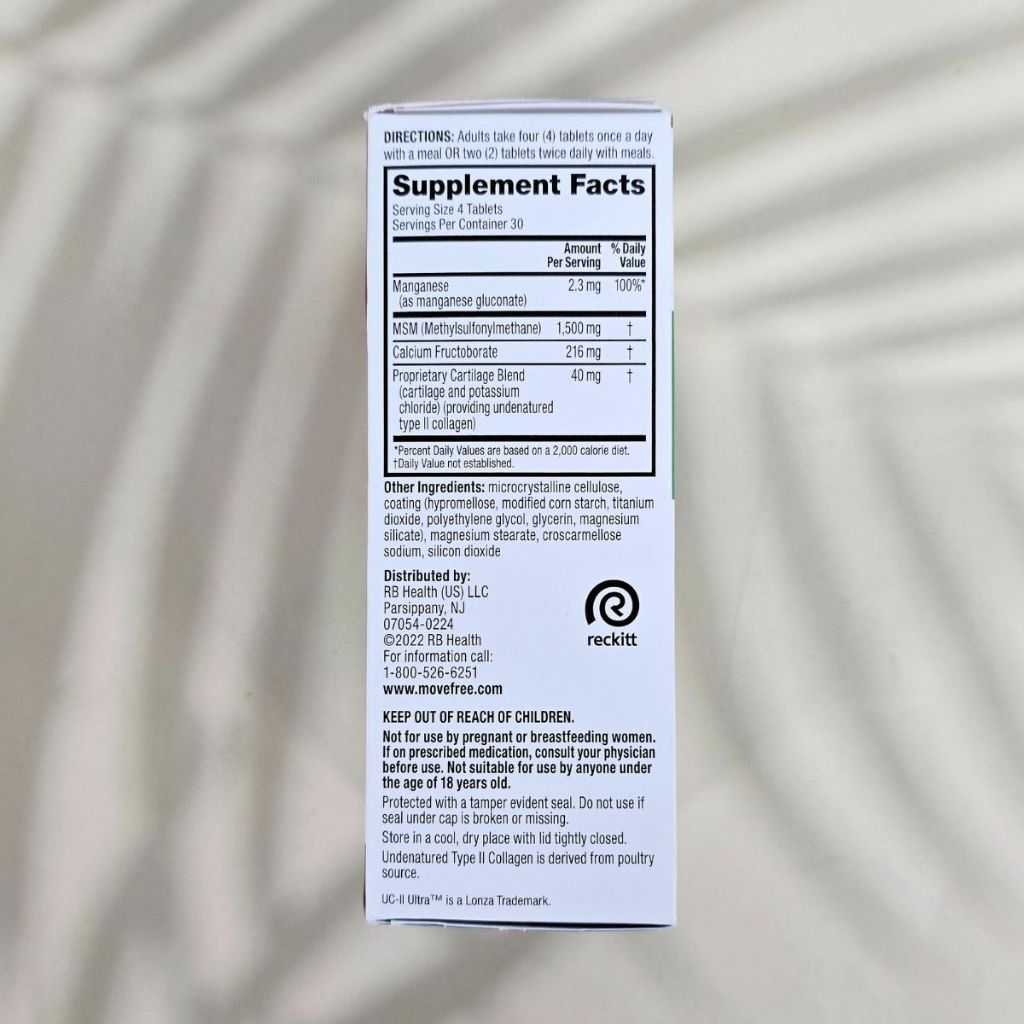 DIRECTIONS: Adults take four (4) tablets once a day
with a meal OR two (2) tablets twice daily with meals.
Supplement Facts
Serving Size 4 Tablets
Servings Per Container 30
Amount % Daily
Per Serving Value
Manganese 2.3 mg 100%*
(as manganese gluconate)
MSM (Methylsulfonylmethane) 1,500 mg †
Calcium Fructoborate 216 mg †
Proprietary Cartilage Blend 40 mg †
(cartilage and potassium
chloride) (providing undenatured
type II collagen)
*Percent Daily Values are based on a 2,000 calorie diet.
†Daily Value not established.
Other Ingredients: microcrystalline cellulose,
coating (hypromellose, modified corn starch, titanium
dioxide, polyethylene glycol, glycerin, magnesium
silicate), magnesium stearate, croscarmellose
sodium, silicon dioxide
Distributed by:
RB Health (US) LLC
Parsippany, NJ
07054-0224
©2022 RB Health
For information call:
1-800-526-6251
www.movefree.com
reckitt
KEEP OUT OF REACH OF CHILDREN.
Not for use by pregnant or breastfeeding women.
If on prescribed medication, consult your physician
before use. Not suitable for use by anyone under
the age of 18 years old.
Protected with a tamper evident seal. Do not use if
seal under cap is broken or missing.
Store in a cool, dry place with lid tightly closed.
Undenatured Type II Collagen is derived from poultry
source.
UC-II Ultra™ is a Lonza Trademark.